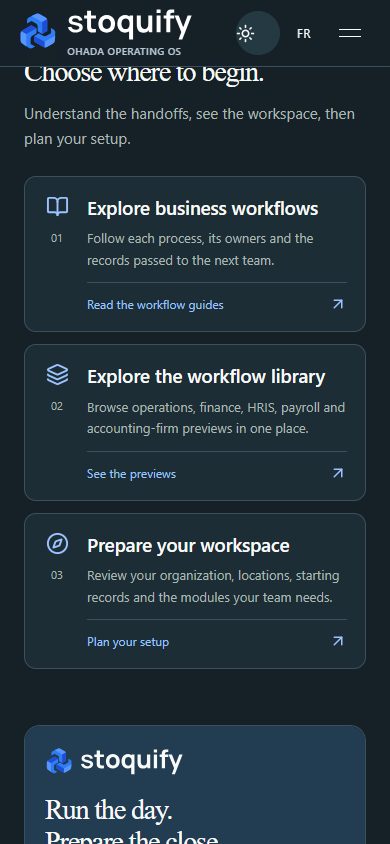 stoquify
OHADA OPERATING OS
FR
Choose where to begin.
Understand the handoffs, see the workspace, then
plan your setup.
Explore business workflows
01
Follow each process, its owners and the
records passed to the next team.
Read the workflow guides
Explore the workflow library
02
Browse operations, finance, HRIS, payroll and
accounting-firm previews in one place.
See the previews
Prepare your workspace
03
Review your organization, locations, starting
records and the modules your team needs.
Plan your setup
stoquify
Run the day.
Prepare the close